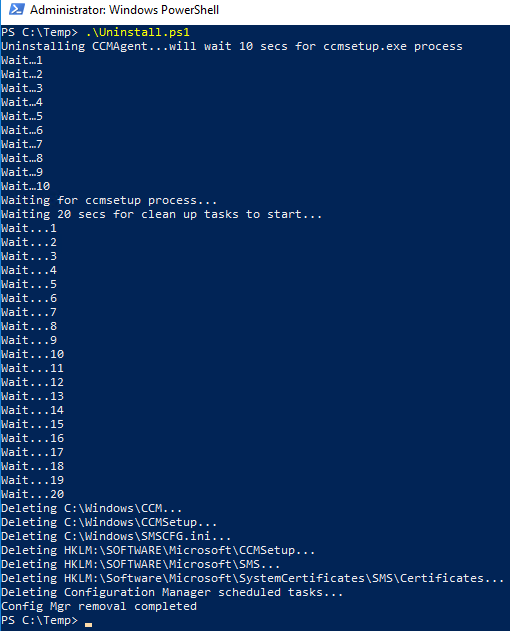 Administrator: Windows PowerShell
PS C:\Temp> .\Uninstall.ps1
Uninstalling CCMAgent...will wait 10 secs for ccmsetup.exe process
Wait…1
Wait…2
Wait…3
Wait…4
Wait…5
Wait…6
Wait…7
Wait…8
Wait…9
Wait…10
Waiting for ccmsetup process...
Waiting 20 secs for clean up tasks to start...
Wait...1
Wait...2
Wait...3
Wait...4
Wait...5
Wait...6
Wait...7
Wait...8
Wait...9
Wait...10
Wait...11
Wait...12
Wait...13
Wait...14
Wait...15
Wait...16
Wait...17
Wait...18
Wait...19
Wait...20
Deleting C:\Windows\CCM...
Deleting C:\Windows\CCMSetup...
Deleting C:\Windows\SMSCFG.ini...
Deleting HKLM:\SOFTWARE\Microsoft\CCMSetup...
Deleting HKLM:\SOFTWARE\Microsoft\SMS...
Deleting HKLM:\Software\Microsoft\SystemCertificates\SMS\Certificates...
Deleting Configuration Manager scheduled tasks...
Config Mgr removal completed
PS C:\Temp>